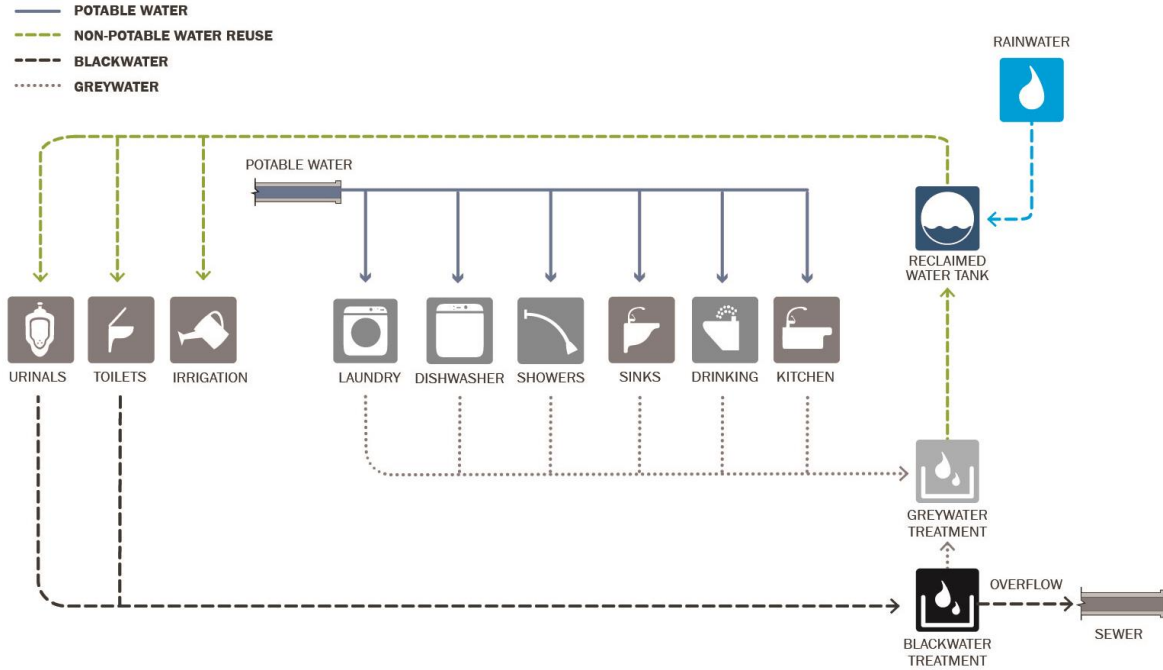 POTABLE WATER
NON-POTABLE WATER REUSE
BLACKWATER
GREYWATER
RAINWATER
POTABLE WATER
RECLAIMED
WATER TANK
URINALS
TOILETS
IRRIGATION
LAUNDRY
DISHWASHER
SHOWERS
SINKS
DRINKING
KITCHEN
GREYWATER
TREATMENT
OVERFLOW
SEWER
BLACKWATER
TREATMENT